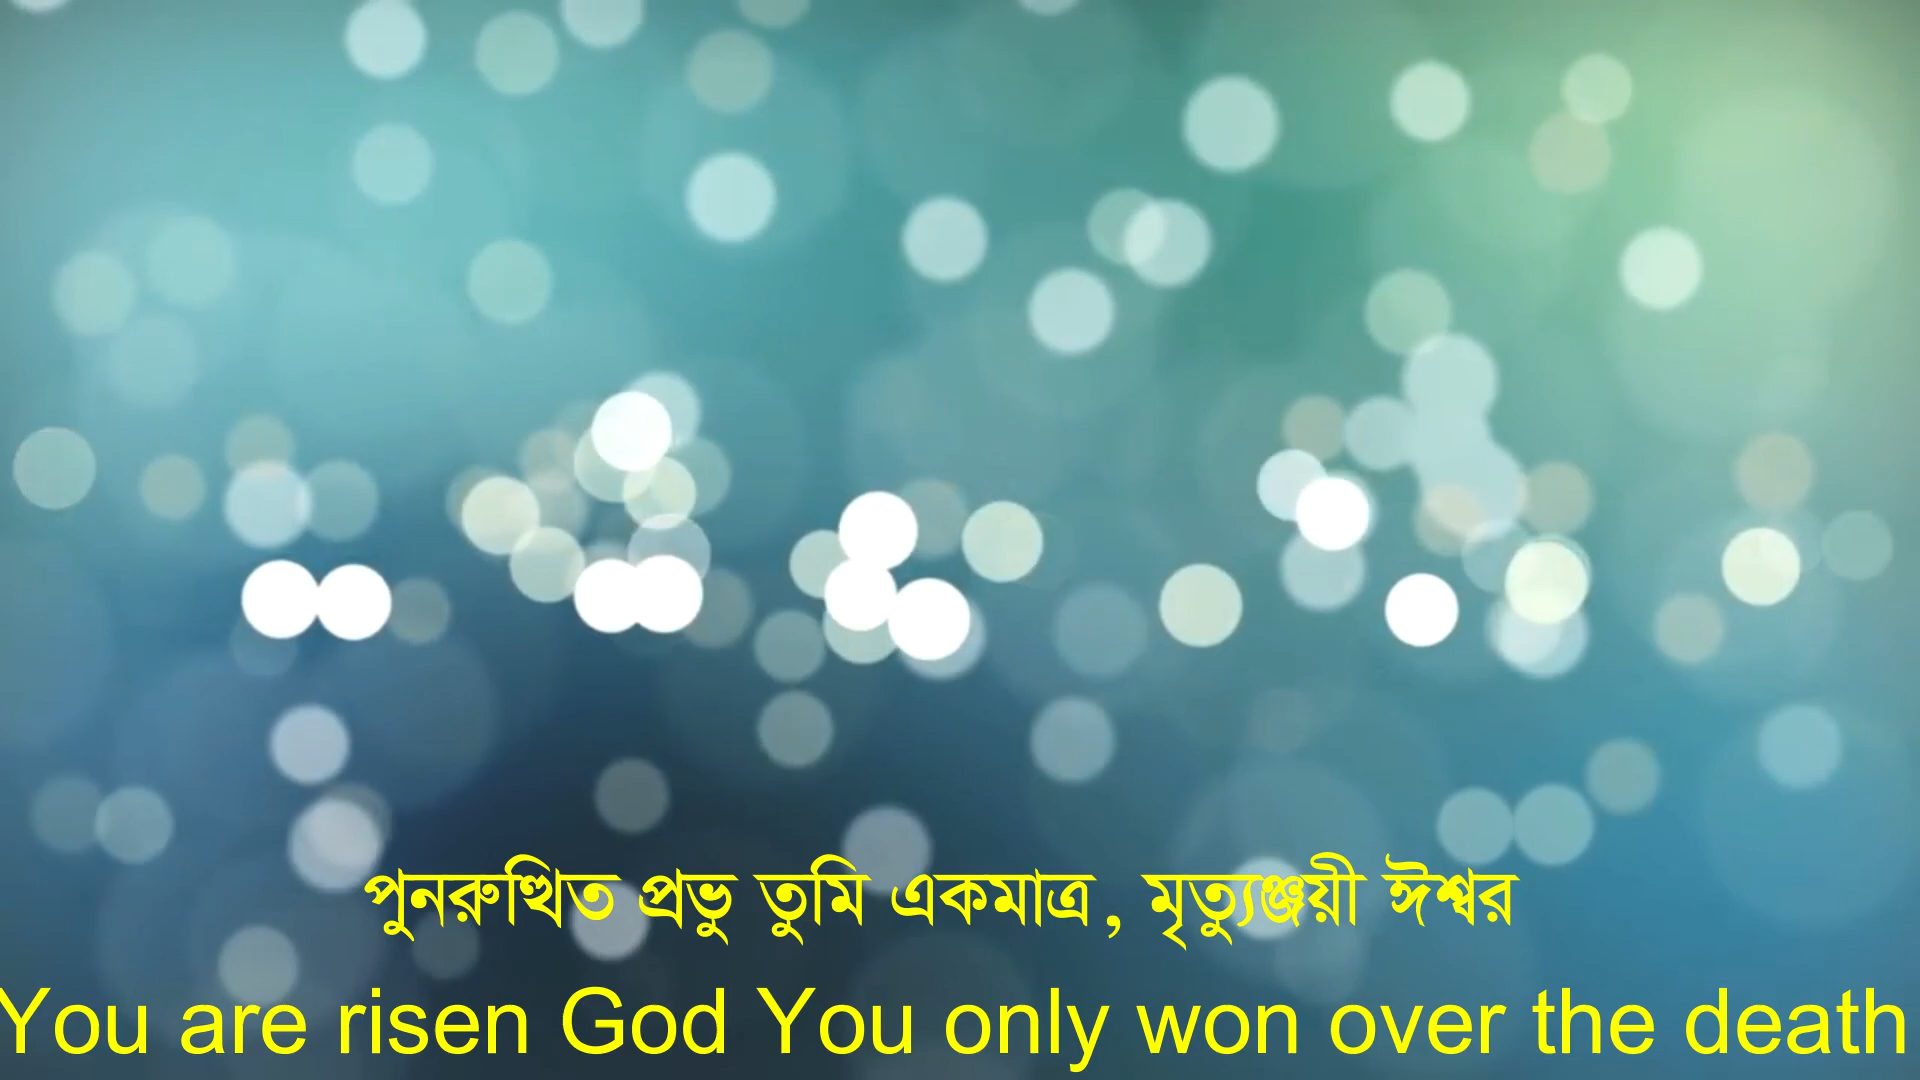 পুনরুত্থিত প্রভু তুমি একমাত্র, মৃত্যুঞ্জয়ী ঈশ্বর
You are risen God You only won over the death